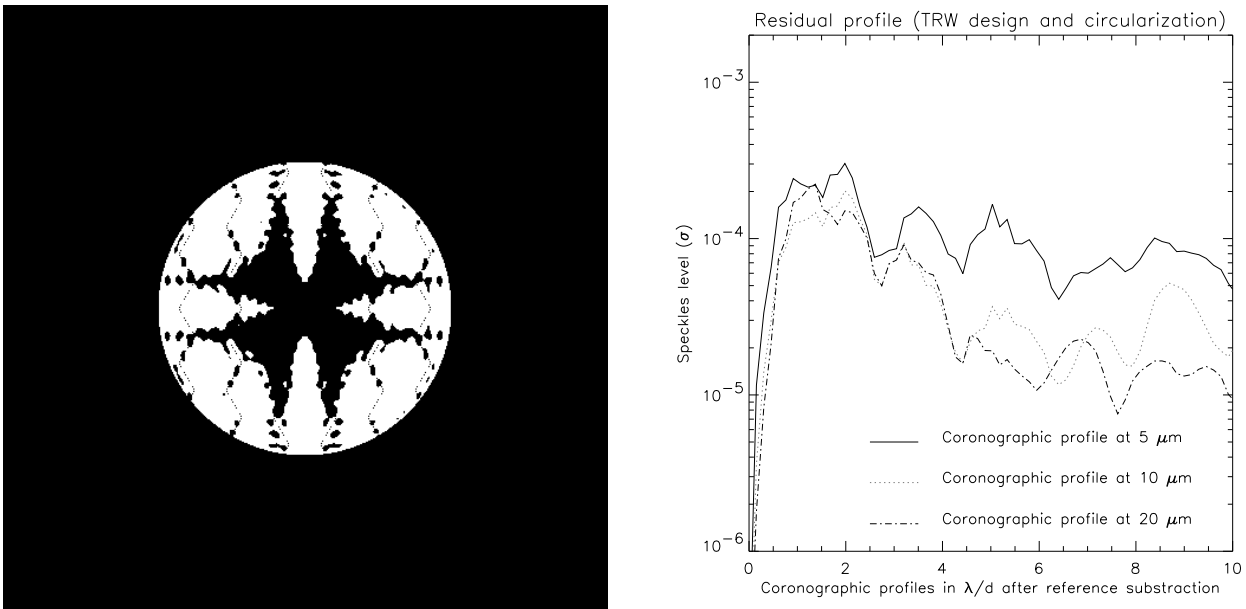 Residual profile (TRW design and circularization)
10-3
10-4
10-5
10-6
Speckles level (σ)
Coronographic profile at 5 μm
Coronographic profile at 10 μm
Coronographic profile at 20 μm
0 2 4 6 8 10
Coronographic profiles in λ/d after reference substraction